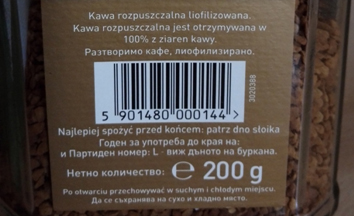 Kawa rozpuszczalna liofilizowana.
Kawa rozpuszczalna jest otrzymywana w
100% z ziaren kawy.
Разтворимо кафе, лиофилизирано.
3020388
5 901480 000144 >
Najlepiej spożyć przed końcem: patrz dno słoika
Годен за употреба до края на:
и Партиден номер: L - виж дъното на буркана.
Нетно количество: ℮ 200 g
Po otwarciu przechowywać w suchym i chłodnym miejscu.
Да се съхранява на сухо и хладно място.